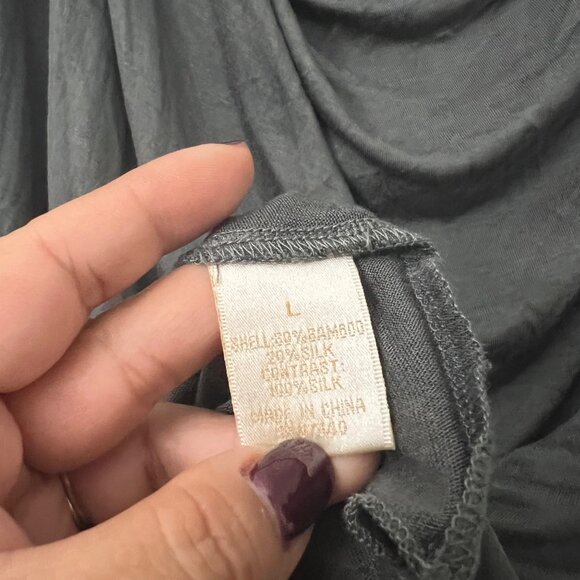 L
SHELL:80%BAMBOO
20%SILK
CONTRAST:
100%SILK
MADE IN CHINA